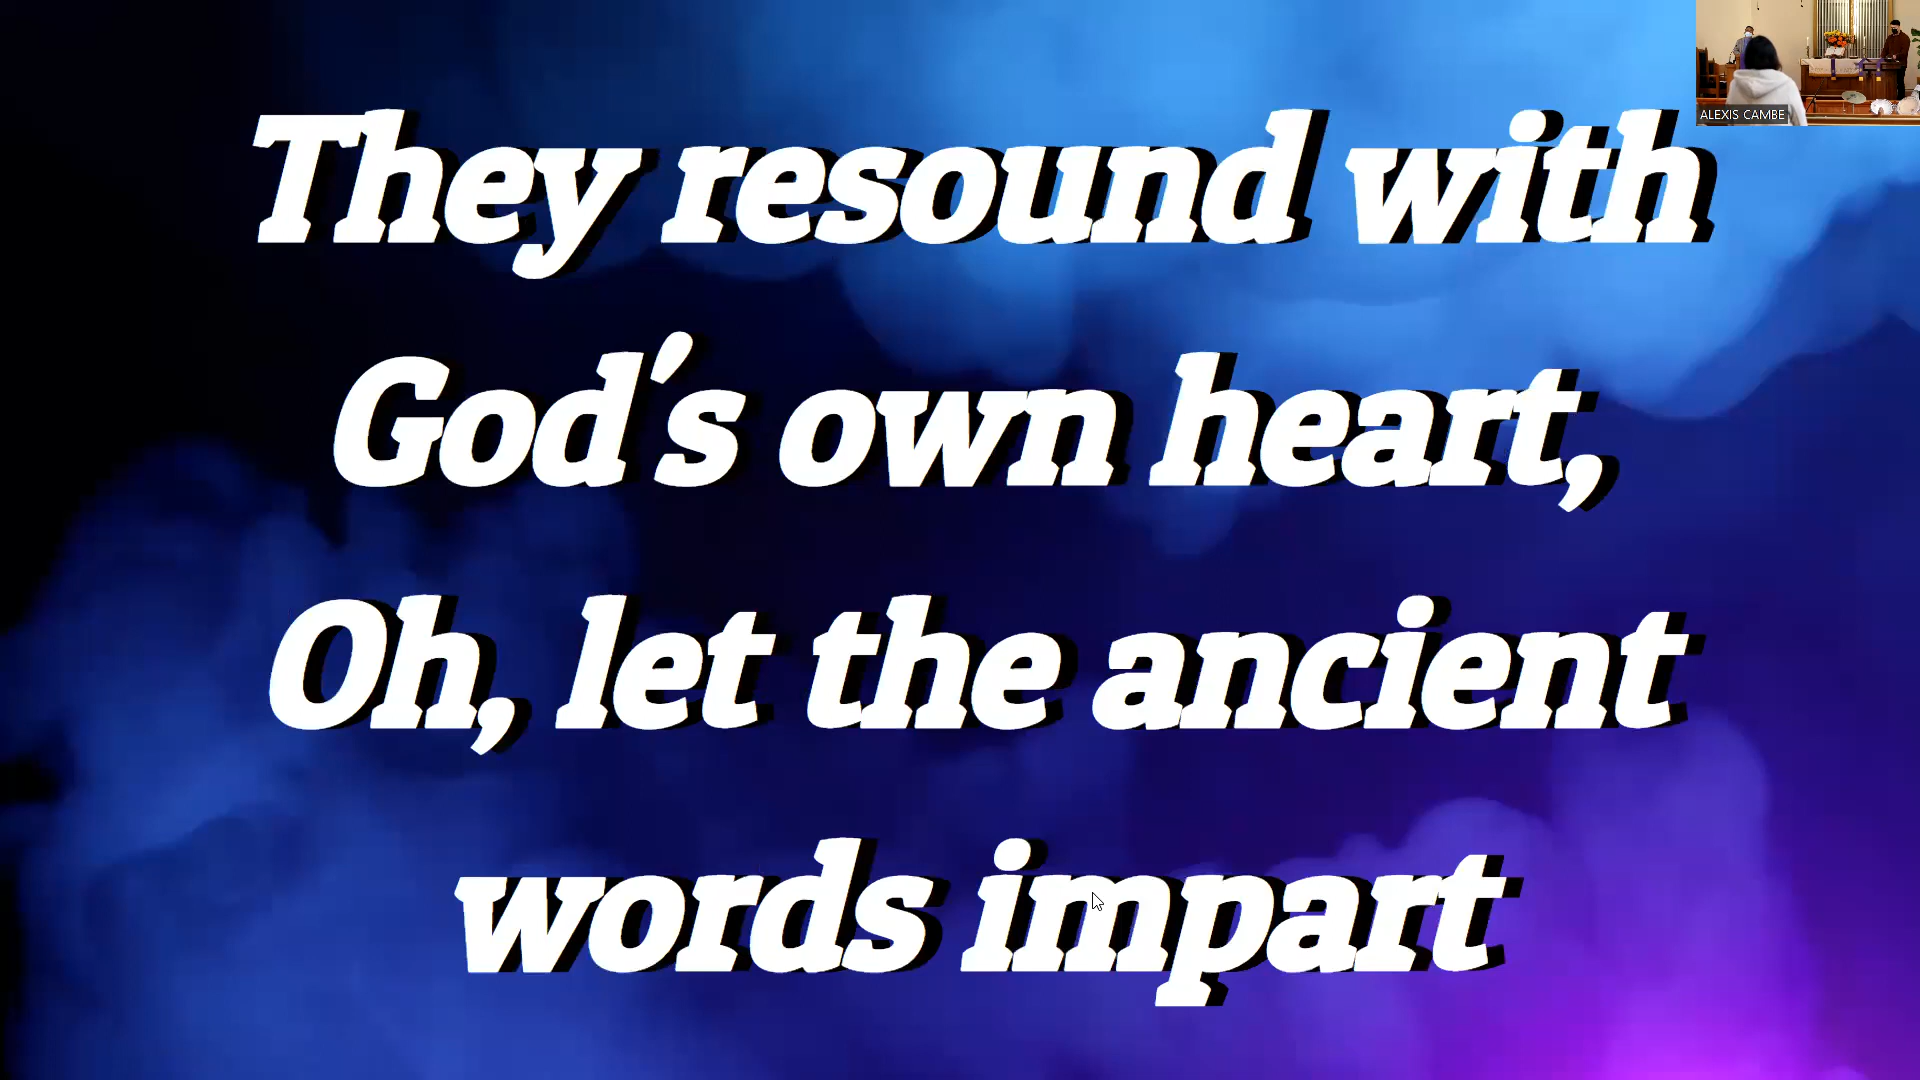 ALEXIS CAMBE
They resound with
God's own heart,
Oh, let the ancient
words impart